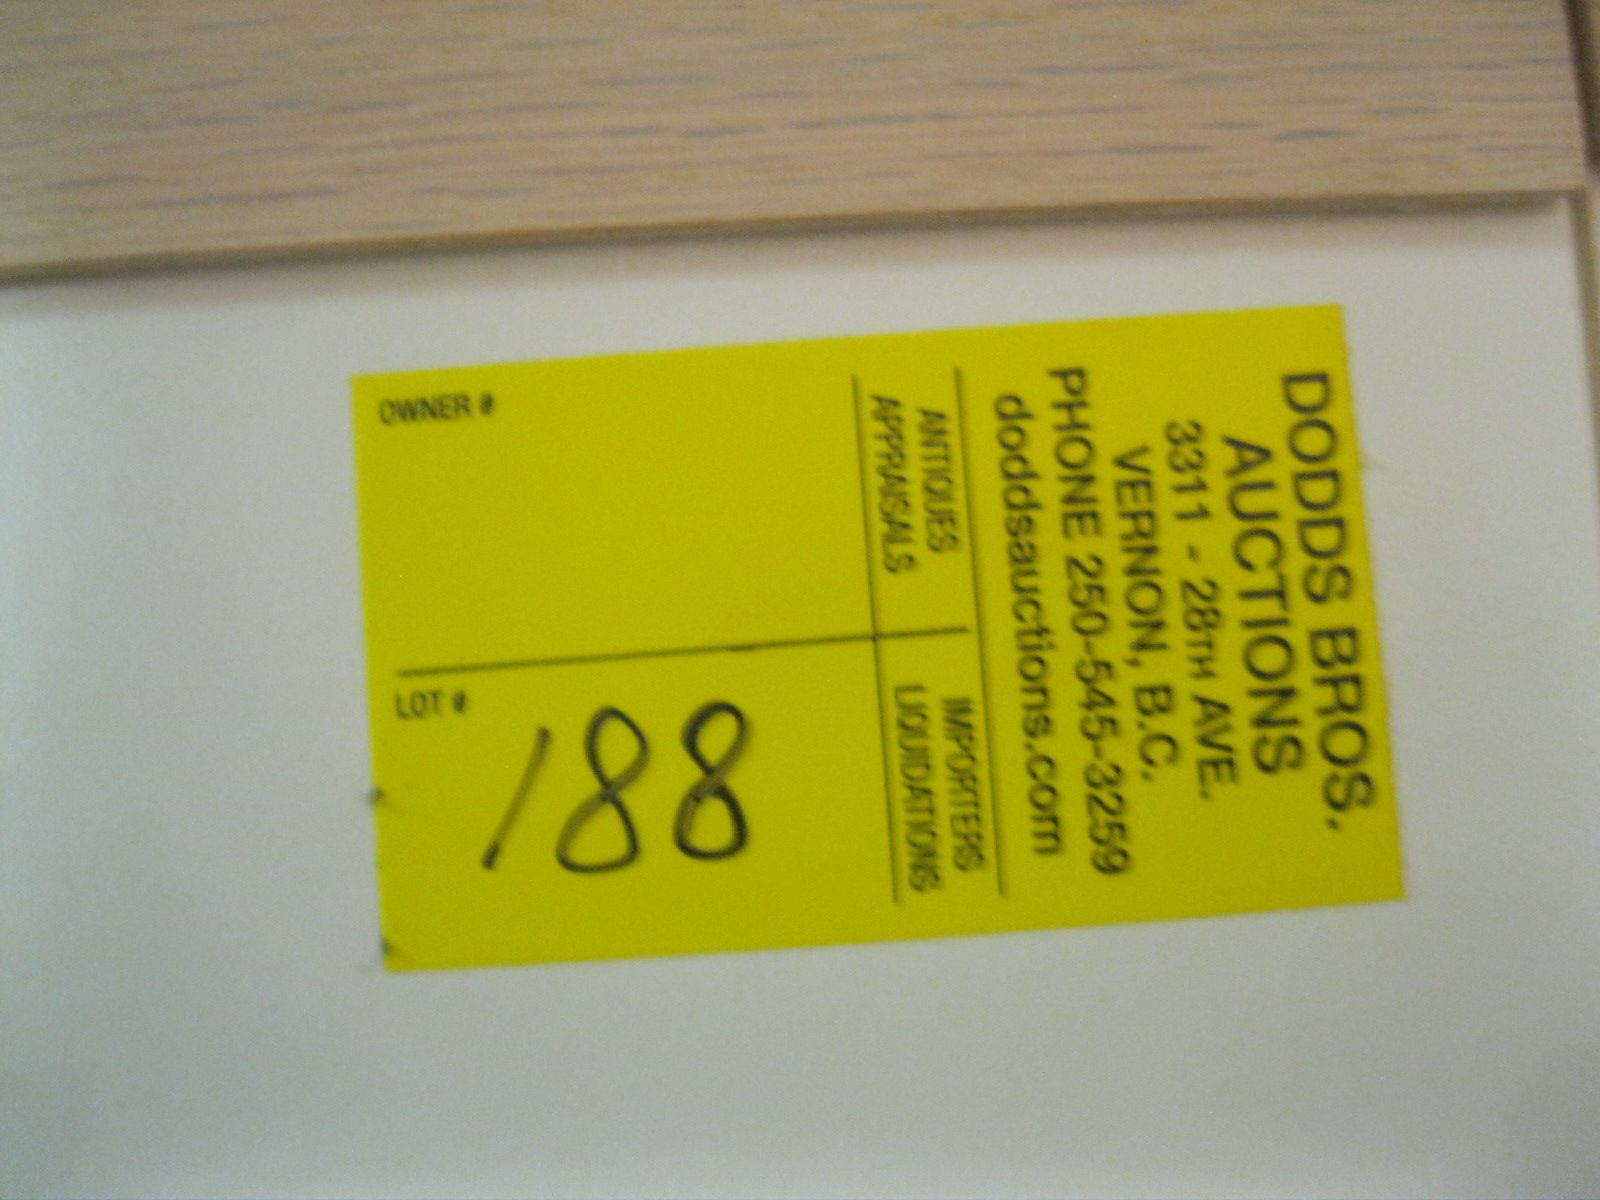 DODDS BROS.
AUCTIONS
3311 - 28TH AVE.
VERNON, B.C.
PHONE 250-545-3259
doddsauctions.com
ANTIQUES
APPRAISALS
IMPORTERS
LIQUIDATIONS
OWNER #
LOT #
188